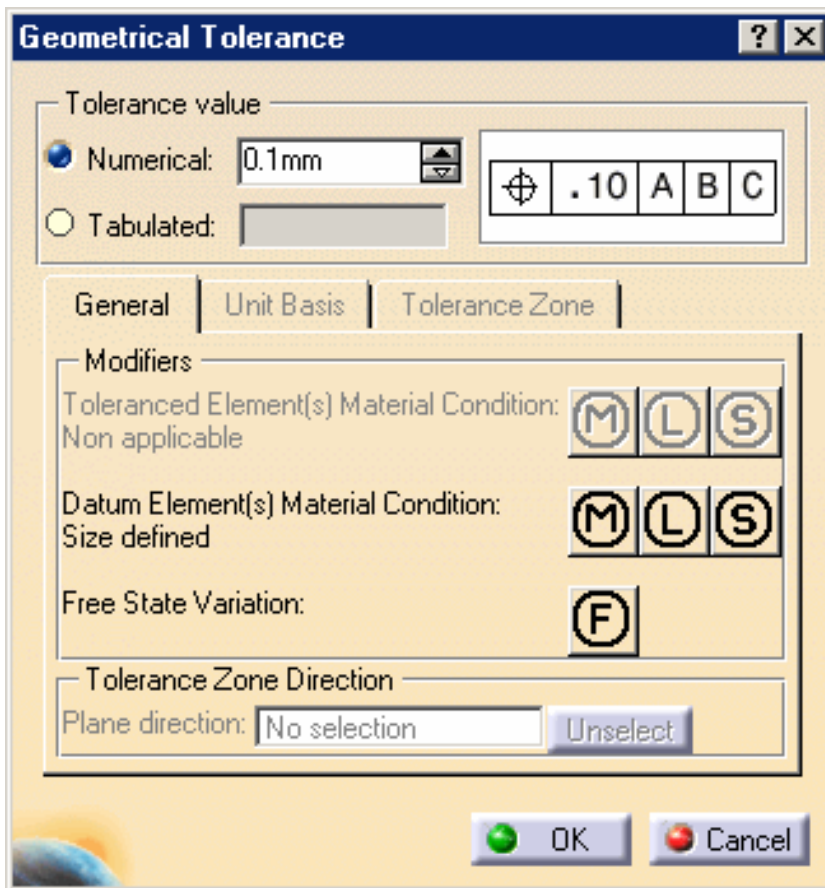 Geometrical Tolerance ? X
Tolerance value
Numerical: 0.1mm
.10 A B C
Tabulated:
General Unit Basis Tolerance Zone
Modifiers
Toleranced Element(s) Material Condition:
Non applicable
M L S
Datum Element(s) Material Condition:
Size defined
M L S
Free State Variation:
F
Tolerance Zone Direction
Plane direction: No selection Unselect
OK Cancel